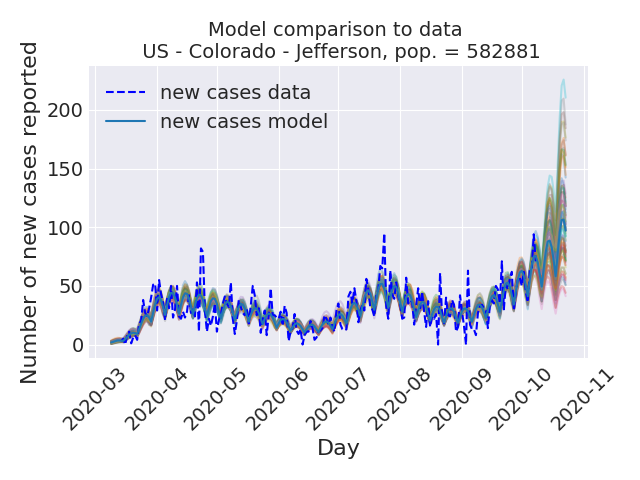 Model comparison to data
US - Colorado - Jefferson, pop. = 582881
Number of new cases reported
new cases data
new cases model
200
150
100
50
0
2020-03
2020-04
2020-05
2020-06
2020-07
2020-08
2020-09
2020-10
2020-11
Day